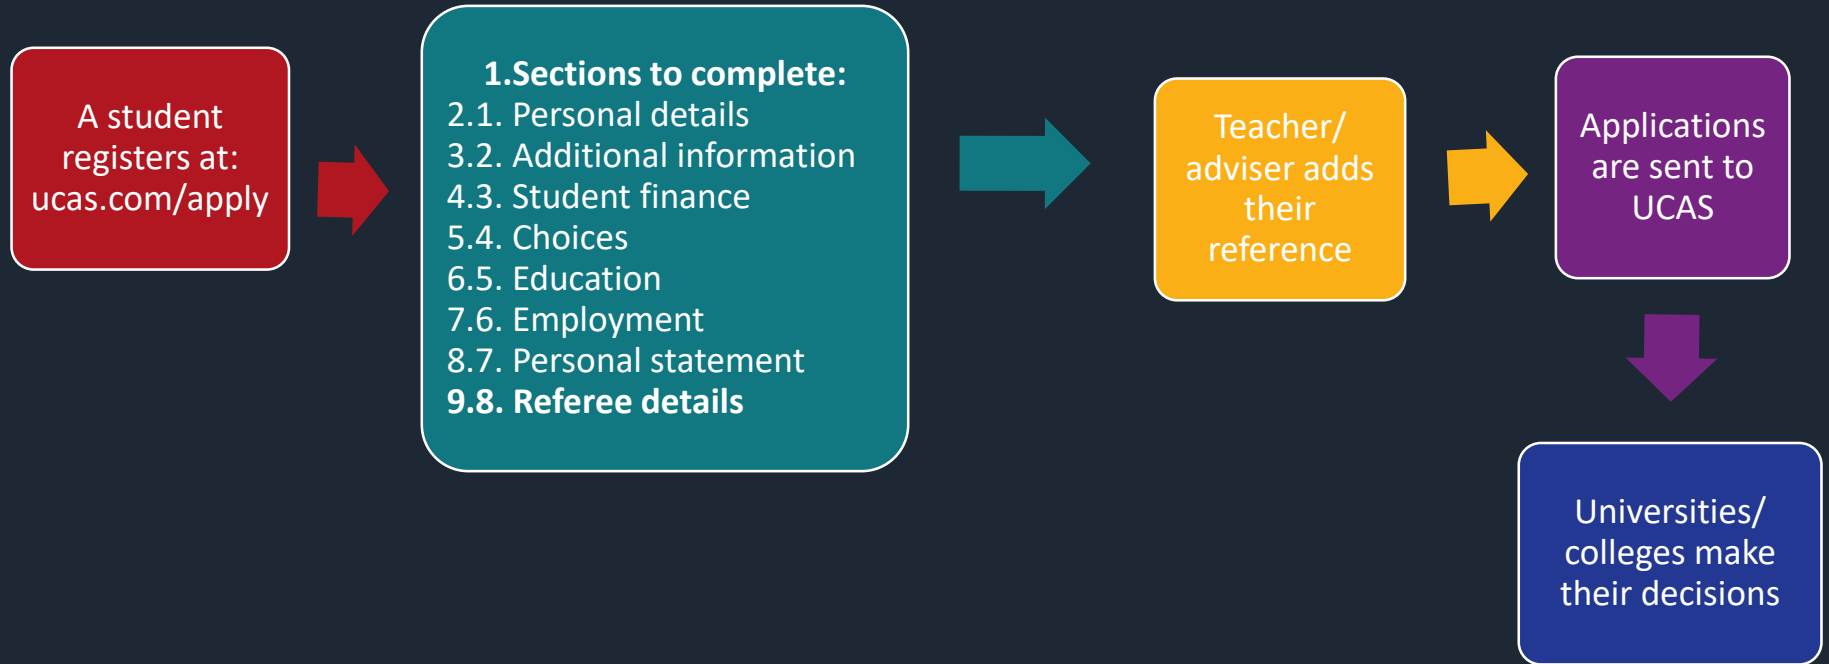 A student
registers at:
ucas.com/apply
1.Sections to complete:
2.1. Personal details
3.2. Additional information
4.3. Student finance
5.4. Choices
6.5. Education
7.6. Employment
8.7. Personal statement
9.8. Referee details
Teacher/
adviser adds
their
reference
Applications
are sent to
UCAS
Universities/
colleges make
their decisions